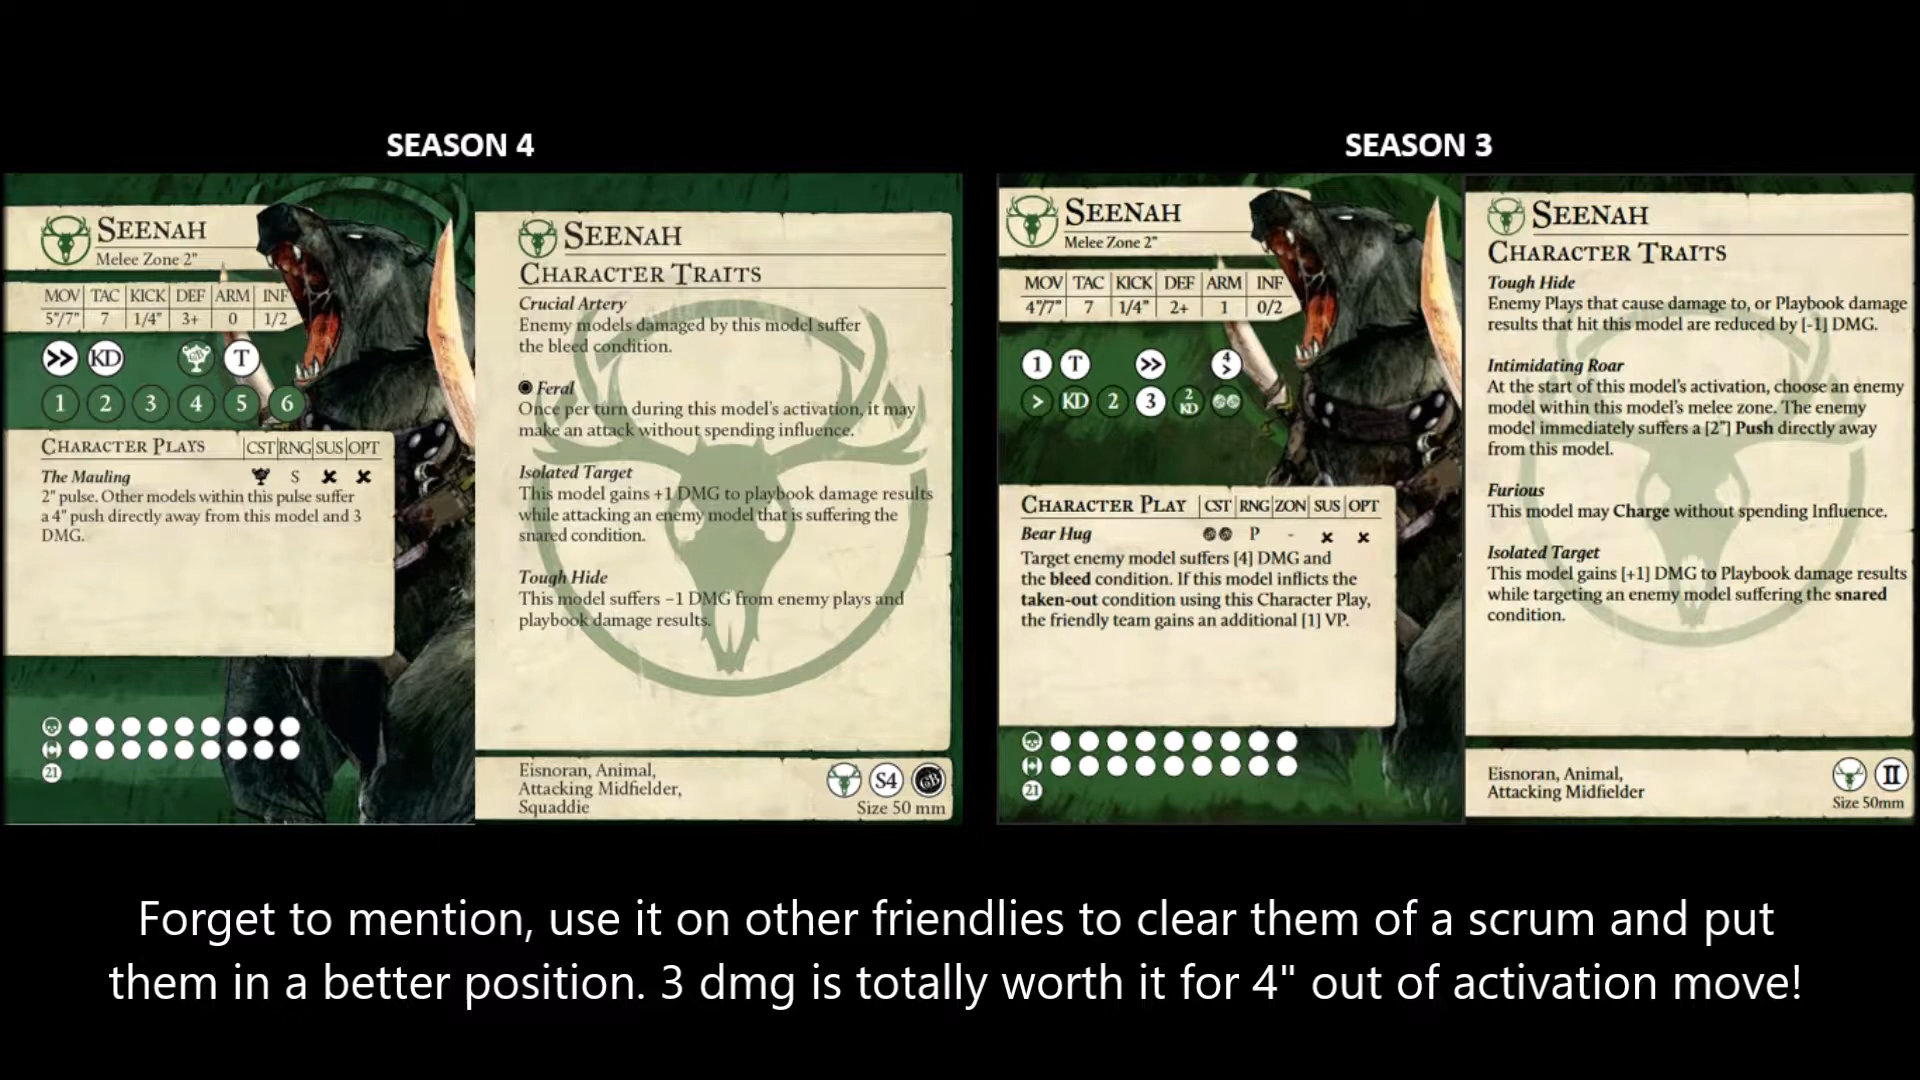 SEASON 4
SEASON 3
SEENAH
Melee Zone 2"
MOV TAC KICK DEF ARM INF
5"/7" 7 1/4" 3+ 0 1/2
>> KD GB T
1 2 3 4 5 6
CHARACTER PLAYS CST RNG SUS OPT
The Mauling S ✖ ✖
2" pulse. Other models within this pulse suffer
a 4" push directly away from this model and 3
DMG.
21
SEENAH
CHARACTER TRAITS
Crucial Artery
Enemy models damaged by this model suffer
the bleed condition.
Feral
Once per turn during this model's activation, it may
make an attack without spending influence.
Isolated Target
This model gains +1 DMG to playbook damage results
while attacking an enemy model that is suffering the
snared condition.
Tough Hide
This model suffers −1 DMG from enemy plays and
playbook damage results.
Eisnoran, Animal,
Attacking Midfielder,
Squaddie
S4 GB
Size 50 mm
SEENAH
Melee Zone 2"
MOV TAC KICK DEF ARM INF
4"/7" 7 1/4" 2+ 1 0/2
1 T >> 4 >
> KD 2 3 2 KD
CHARACTER PLAY CST RNG ZON SUS OPT
Bear Hug P - ✖ ✖
Target enemy model suffers [4] DMG and
the bleed condition. If this model inflicts the
taken-out condition using this Character Play,
the friendly team gains an additional [1] VP.
21
SEENAH
CHARACTER TRAITS
Tough Hide
Enemy Plays that cause damage to, or Playbook damage
results that hit this model are reduced by [-1] DMG.
Intimidating Roar
At the start of this model's activation, choose an enemy
model within this model's melee zone. The enemy
model immediately suffers a [2"] Push directly away
from this model.
Furious
This model may Charge without spending Influence.
Isolated Target
This model gains [+1] DMG to Playbook damage results
while targeting an enemy model suffering the snared
condition.
Eisnoran, Animal,
Attacking Midfielder
II
Size 50mm
Forget to mention, use it on other friendlies to clear them of a scrum and put
them in a better position. 3 dmg is totally worth it for 4" out of activation move!